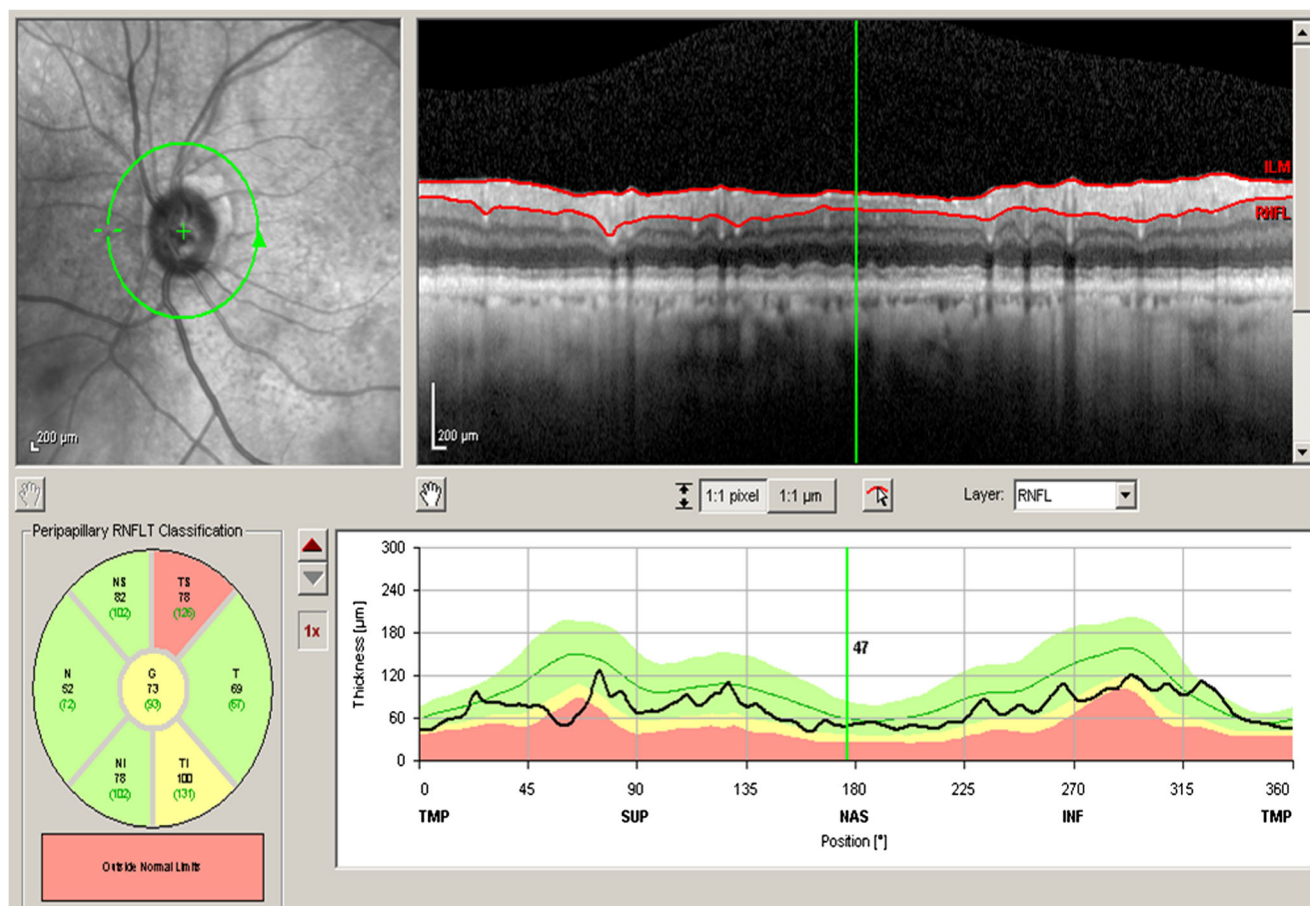 200 µm
ILM
RNFL
200 µm
1:1 pixel
1:1 µm
Layer:
RNFL
Peripapillary RNFLT Classification
NS
82
(102)
TS
78
(126)
N
52
(72)
G
73
(93)
T
69
(67)
NI
78
(102)
TI
100
(131)
Outside Normal Limits
1x
Thickness [µm]
300
240
180
120
60
0
47
0 45 90 135 180 225 270 315 360
TMP SUP NAS INF TMP
Position [°]